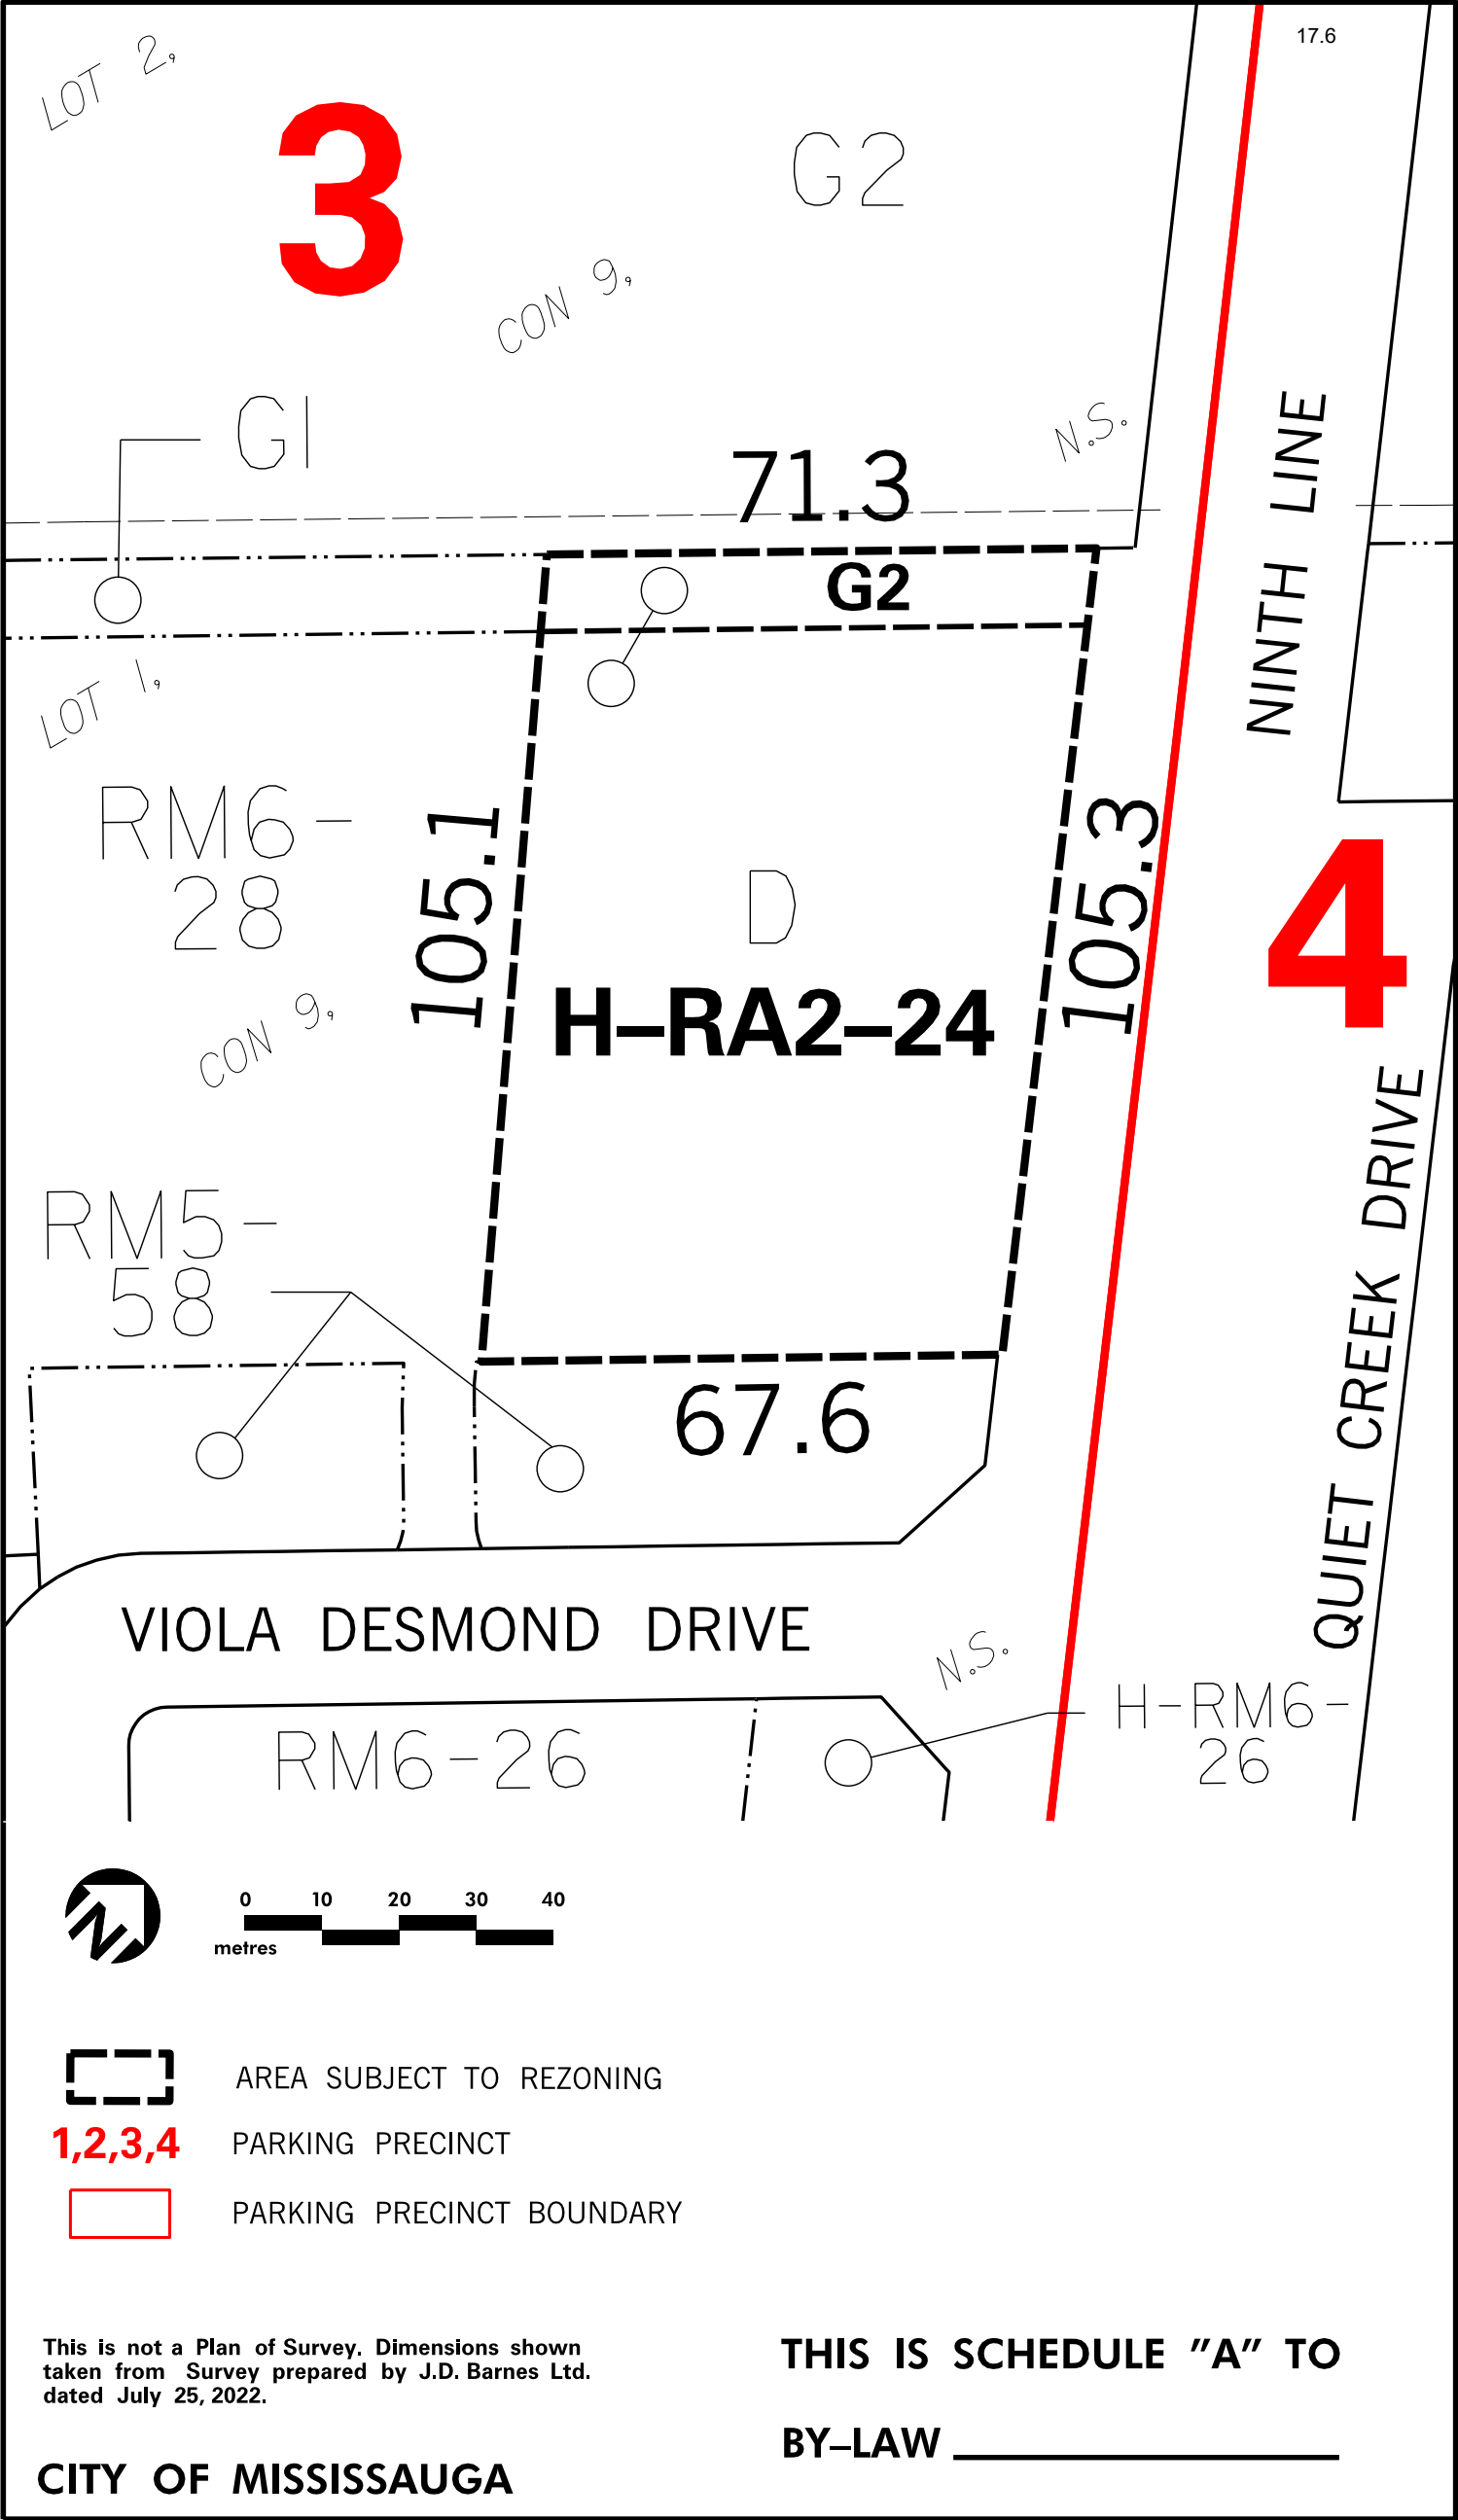 17.6
LOT 2,
3
G2
CON 9,
N.S.
G1
71.3
G2
NINTH LINE
LOT 1,
RM6-
28
105.1
105.3
D
4
H-RA2-24
CON 9,
RM5-
58
67.6
QUIET CREEK DRIVE
VIOLA DESMOND DRIVE
N.S.
H-RM6-
26
RM6-26
N
0 10 20 30 40
metres
AREA SUBJECT TO REZONING
1,2,3,4 PARKING PRECINCT
PARKING PRECINCT BOUNDARY
This is not a Plan of Survey. Dimensions shown
taken from Survey prepared by J.D. Barnes Ltd.
dated July 25, 2022.
THIS IS SCHEDULE "A" TO
BY-LAW
CITY OF MISSISSAUGA